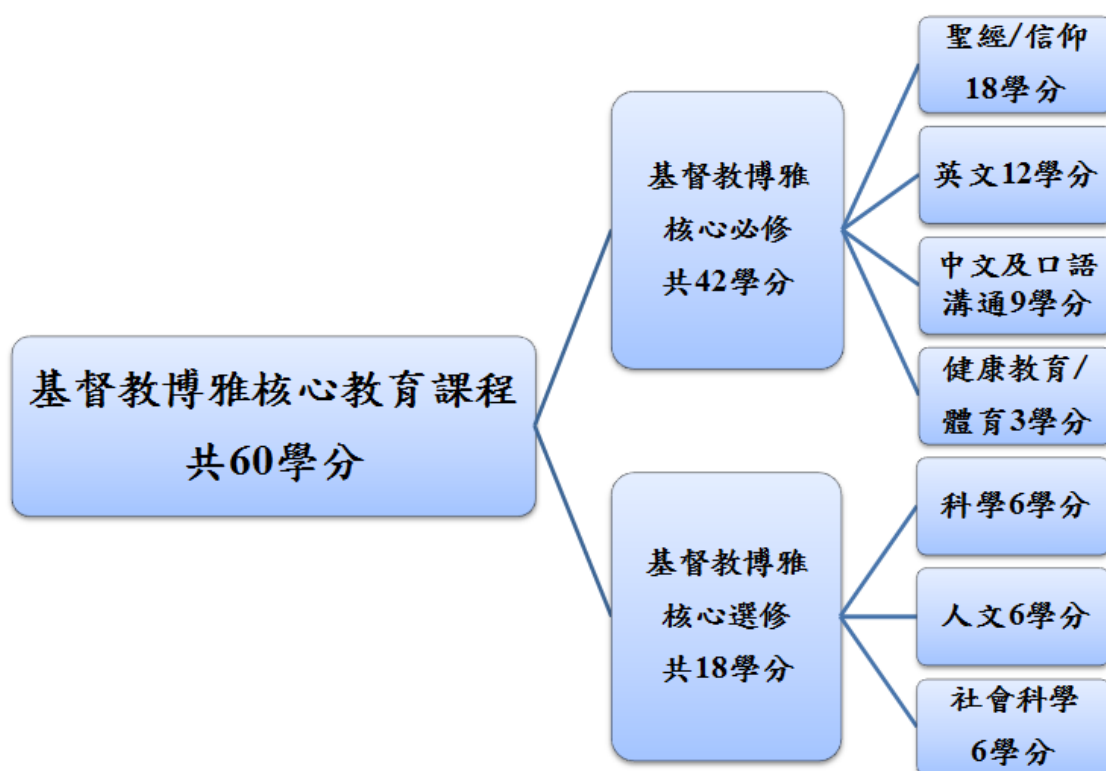 基督教博雅核心教育課程
共60學分
基督教博雅
核心必修
共42學分
聖經/信仰
18學分
英文12學分
中文及口語
溝通9學分
健康教育/
體育3學分
基督教博雅
核心選修
共18學分
科學6學分
人文6學分
社會科學
6學分